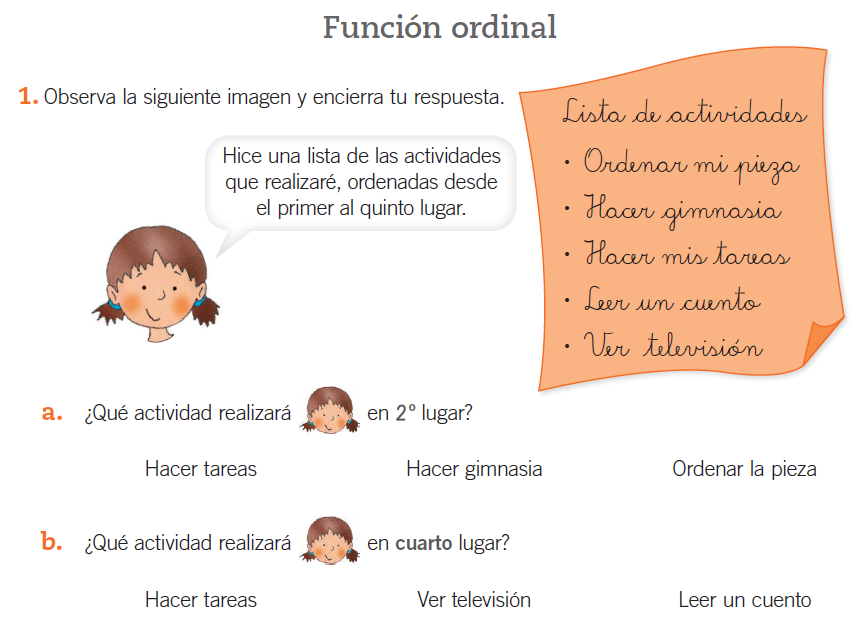 Función ordinal
1. Observa la siguiente imagen y encierra tu respuesta.
Hice una lista de las actividades
que realizaré, ordenadas desde
el primer al quinto lugar.
Lista de actividades
• Ordenar mi pieza
• Hacer gimnasia
• Hacer mis tareas
• Leer un cuento
• Ver televisión
a. ¿Qué actividad realizará en 2° lugar?
Hacer tareas Hacer gimnasia Ordenar la pieza
b. ¿Qué actividad realizará en cuarto lugar?
Hacer tareas Ver televisión Leer un cuento